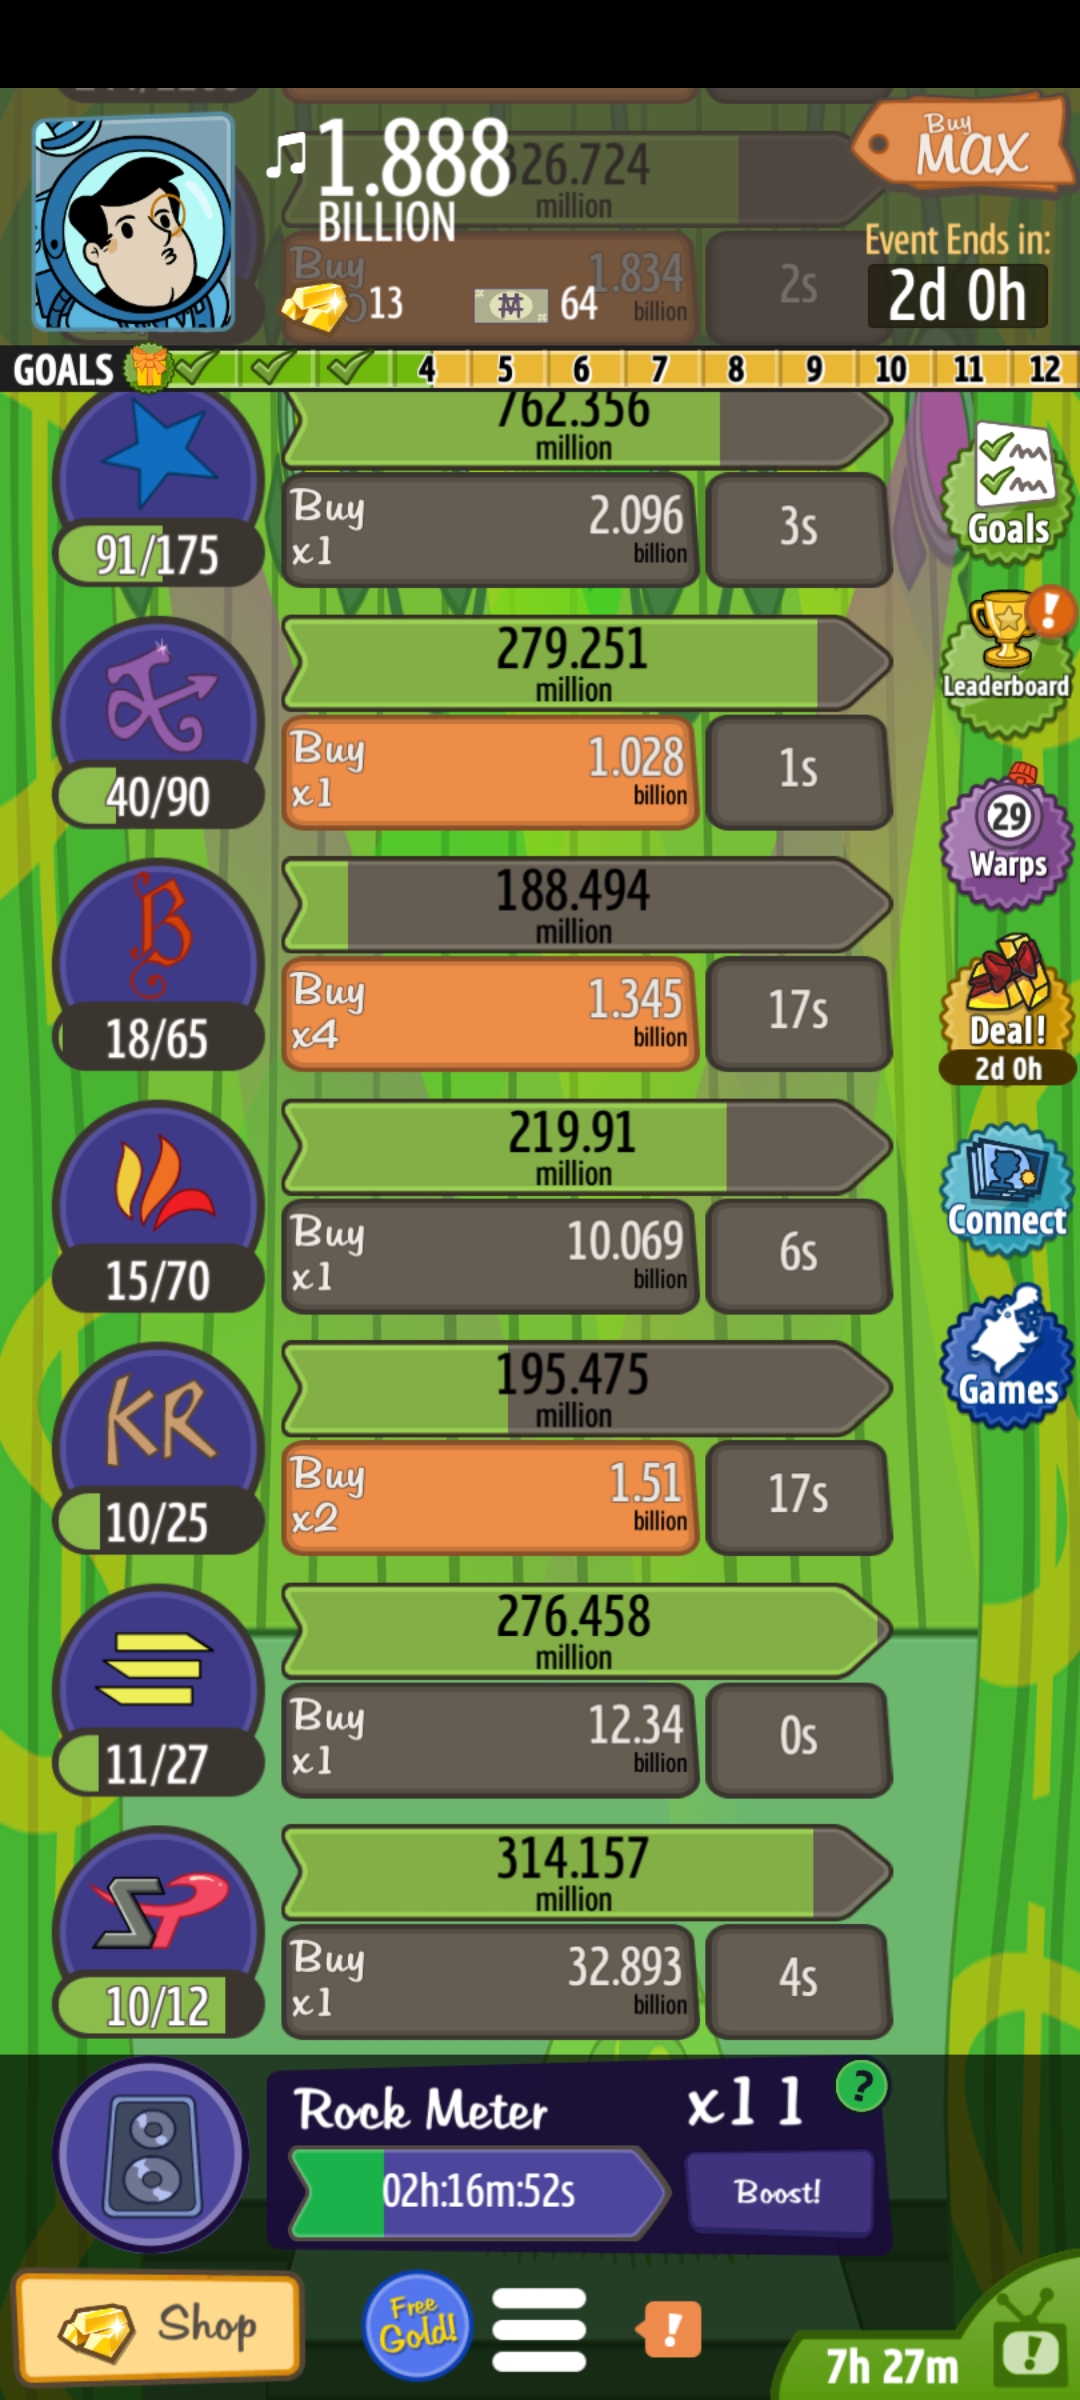 1.888
BILLION
326.724
million
Buy
MAX
Event Ends in:
2d 0h
Buy
1.834
billion
2s
13
64
GOALS
4 5 6 7 8 9 10 11 12
762.356
million
Buy
x1
2.096
billion
3s
91/175
Goals
279.251
million
Buy
x1
1.028
billion
1s
40/90
Leaderboard
188.494
million
Buy
x4
1.345
billion
17s
B
18/65
29
Warps
Deal!
2d 0h
219.91
million
Buy
x1
10.069
billion
6s
15/70
Connect
195.475
million
Buy
x2
1.51
billion
17s
KR
10/25
Games
276.458
million
Buy
x1
12.34
billion
0s
11/27
314.157
million
Buy
x1
32.893
billion
4s
10/12
Rock Meter
x11
?
02h:16m:52s
Boost!
Shop
Free
Gold!
!
7h 27m